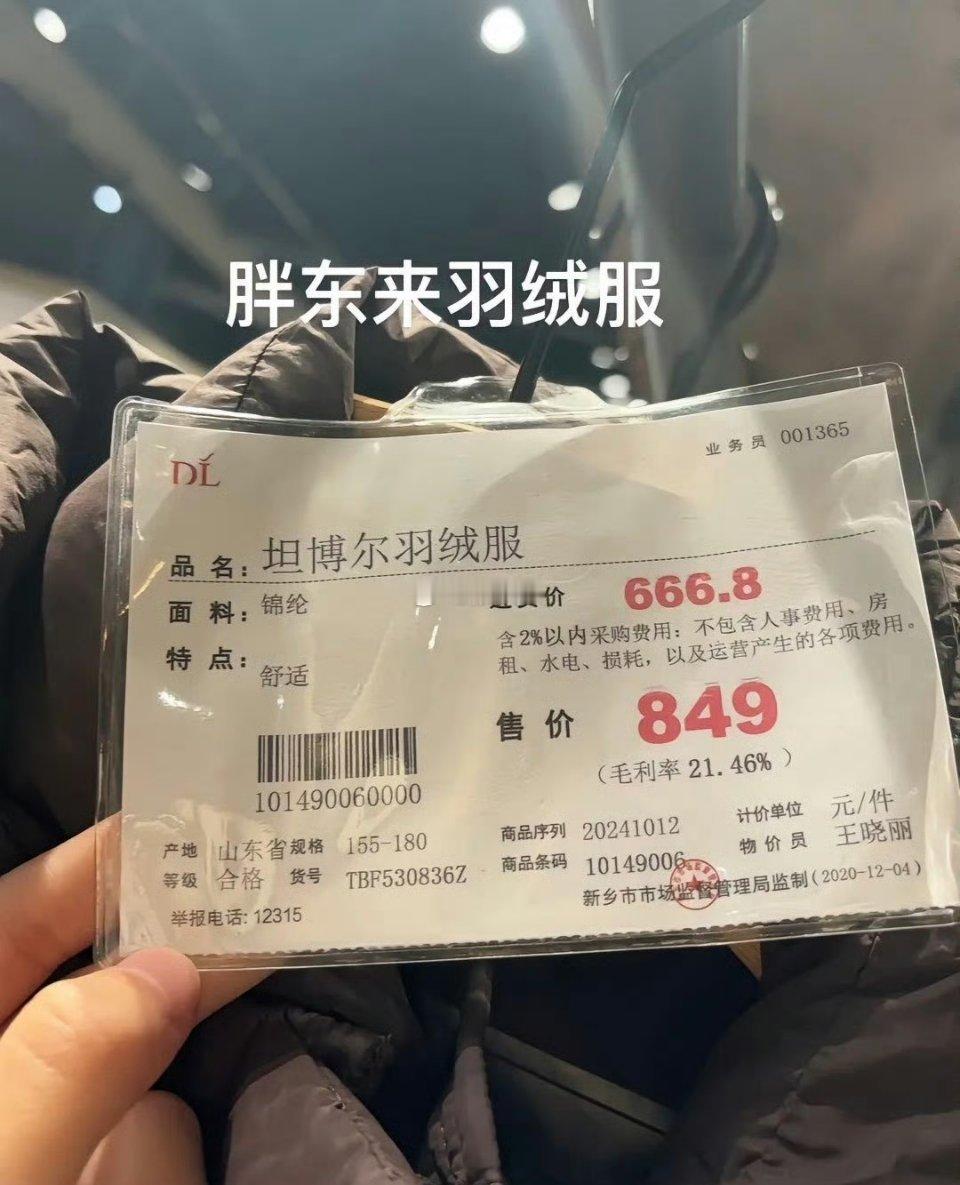 胖东来羽绒服
DL
业务员 001365
品 名：坦博尔羽绒服
面 料：锦纶
特 点：舒适
进货价 666.8
含2%以内采购费用：不包含人事费用、房
租、水电、损耗，以及运营产生的各项费用。
售 价 849
（毛利率 21.46% ）
101490060000
产地 山东省 规格 155-180
等级 合格 货号 TBF530836Z
举报电话: 12315
商品序列 20241012 计价单位 元/件
商品条码 10149006 物价员 王晓丽
新乡市市场监督管理局监制(2020-12-04)